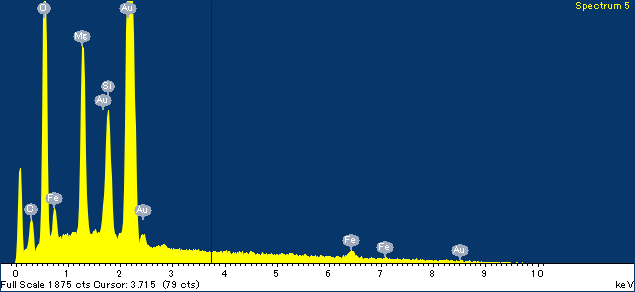 Spectrum 5
O
Au
Mg
Si
Au
Fe
Au
Fe
Fe
Au
0 1 2 3 4 5 6 7 8 9 10
Full Scale 1875 cts Cursor: 3.715 (79 cts) keV